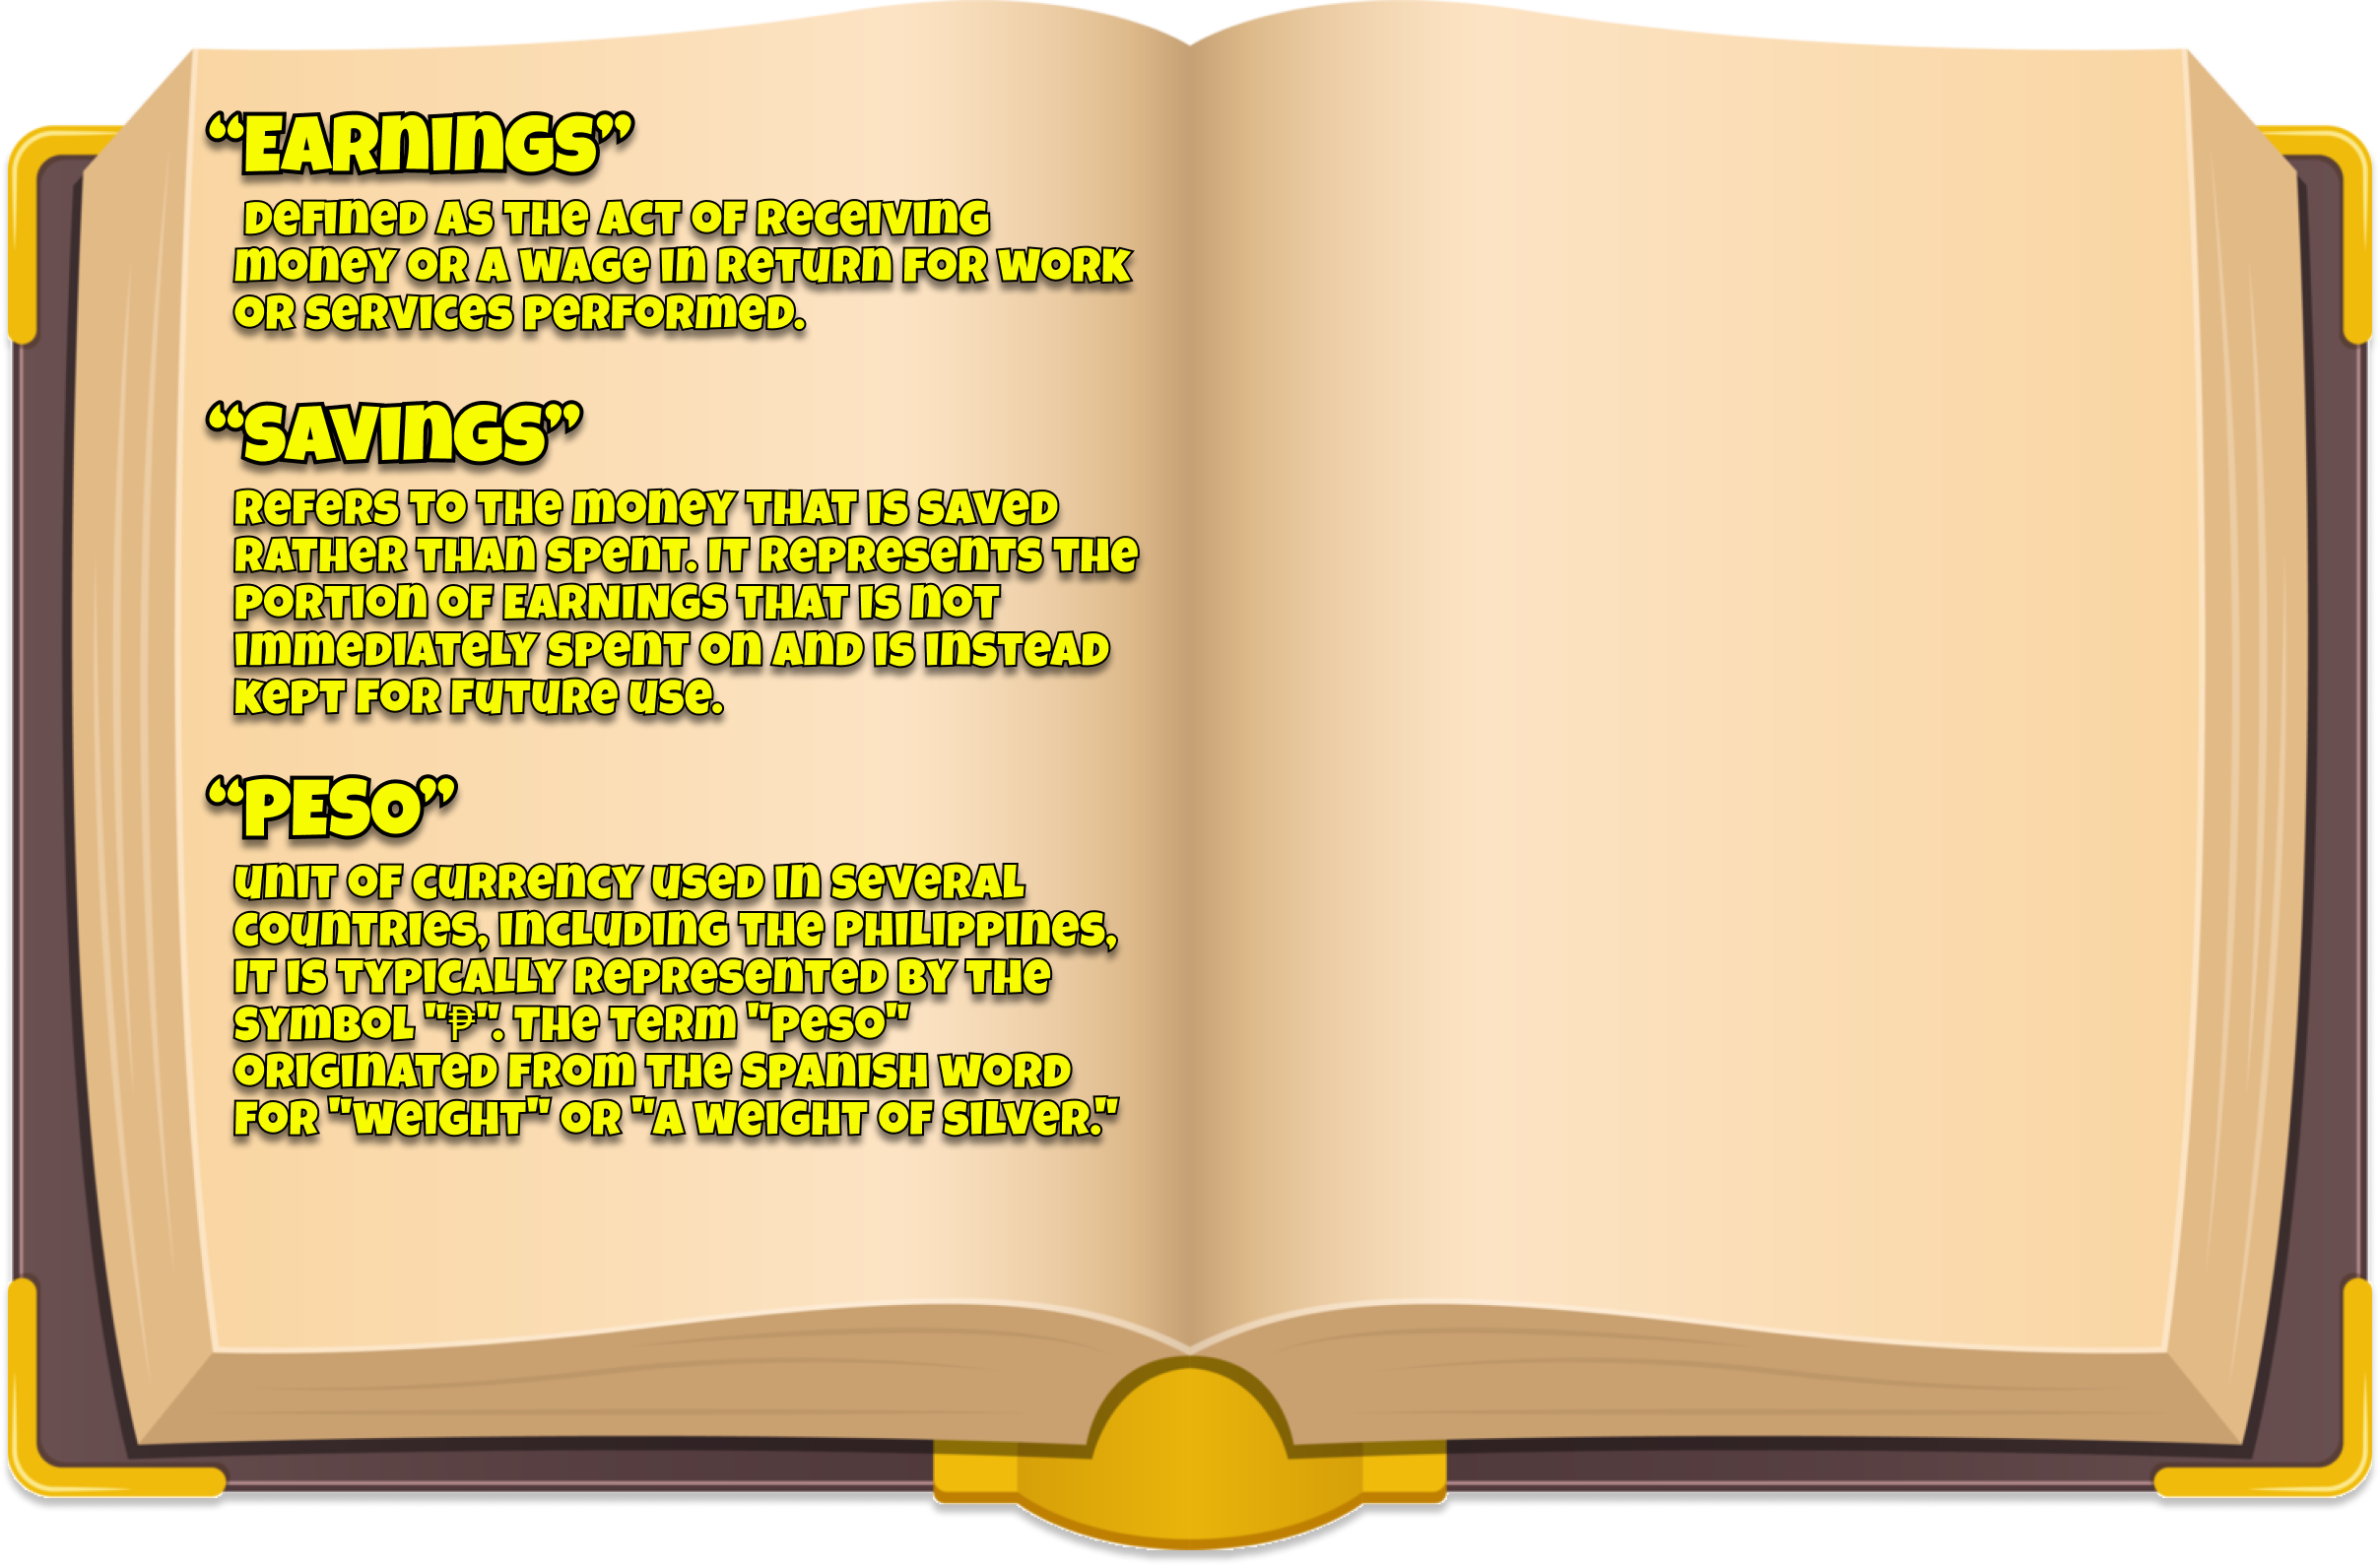 “EARNINGS”
DEFINED AS THE ACT OF RECEIVING
MONEY OR A WAGE IN RETURN FOR WORK
OR SERVICES PERFORMED.
“SAVINGS”
REFERS TO THE MONEY THAT IS SAVED
RATHER THAN SPENT. IT REPRESENTS THE
PORTION OF EARNINGS THAT IS NOT
IMMEDIATELY SPENT ON AND IS INSTEAD
KEPT FOR FUTURE USE.
“PESO”
UNIT OF CURRENCY USED IN SEVERAL
COUNTRIES, INCLUDING THE PHILIPPINES,
IT IS TYPICALLY REPRESENTED BY THE
SYMBOL "₱". THE TERM "PESO"
ORIGINATED FROM THE SPANISH WORD
FOR "WEIGHT" OR "A WEIGHT OF SILVER."